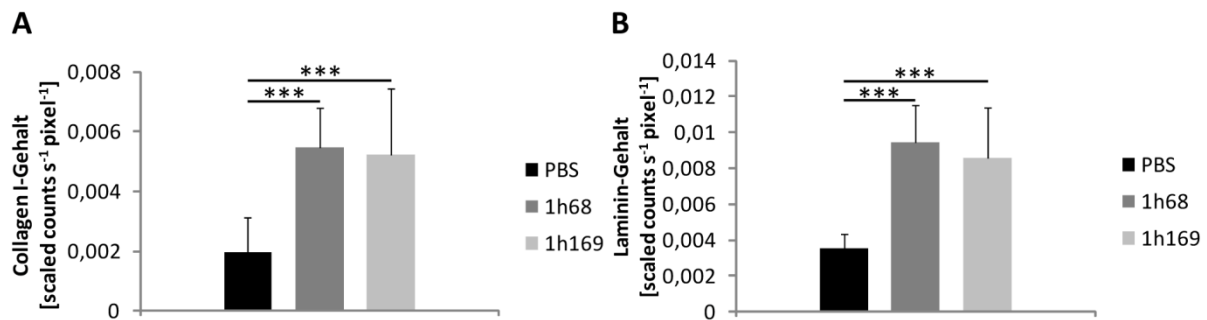 A
Collagen I-Gehalt
[scaled counts s⁻¹ pixel⁻¹]
0,008
0,006
0,004
0,002
0
***
***
PBS
1h68
1h169
B
Laminin-Gehalt
[scaled counts s⁻¹ pixel⁻¹]
0,014
0,012
0,01
0,008
0,006
0,004
0,002
0
***
***
PBS
1h68
1h169